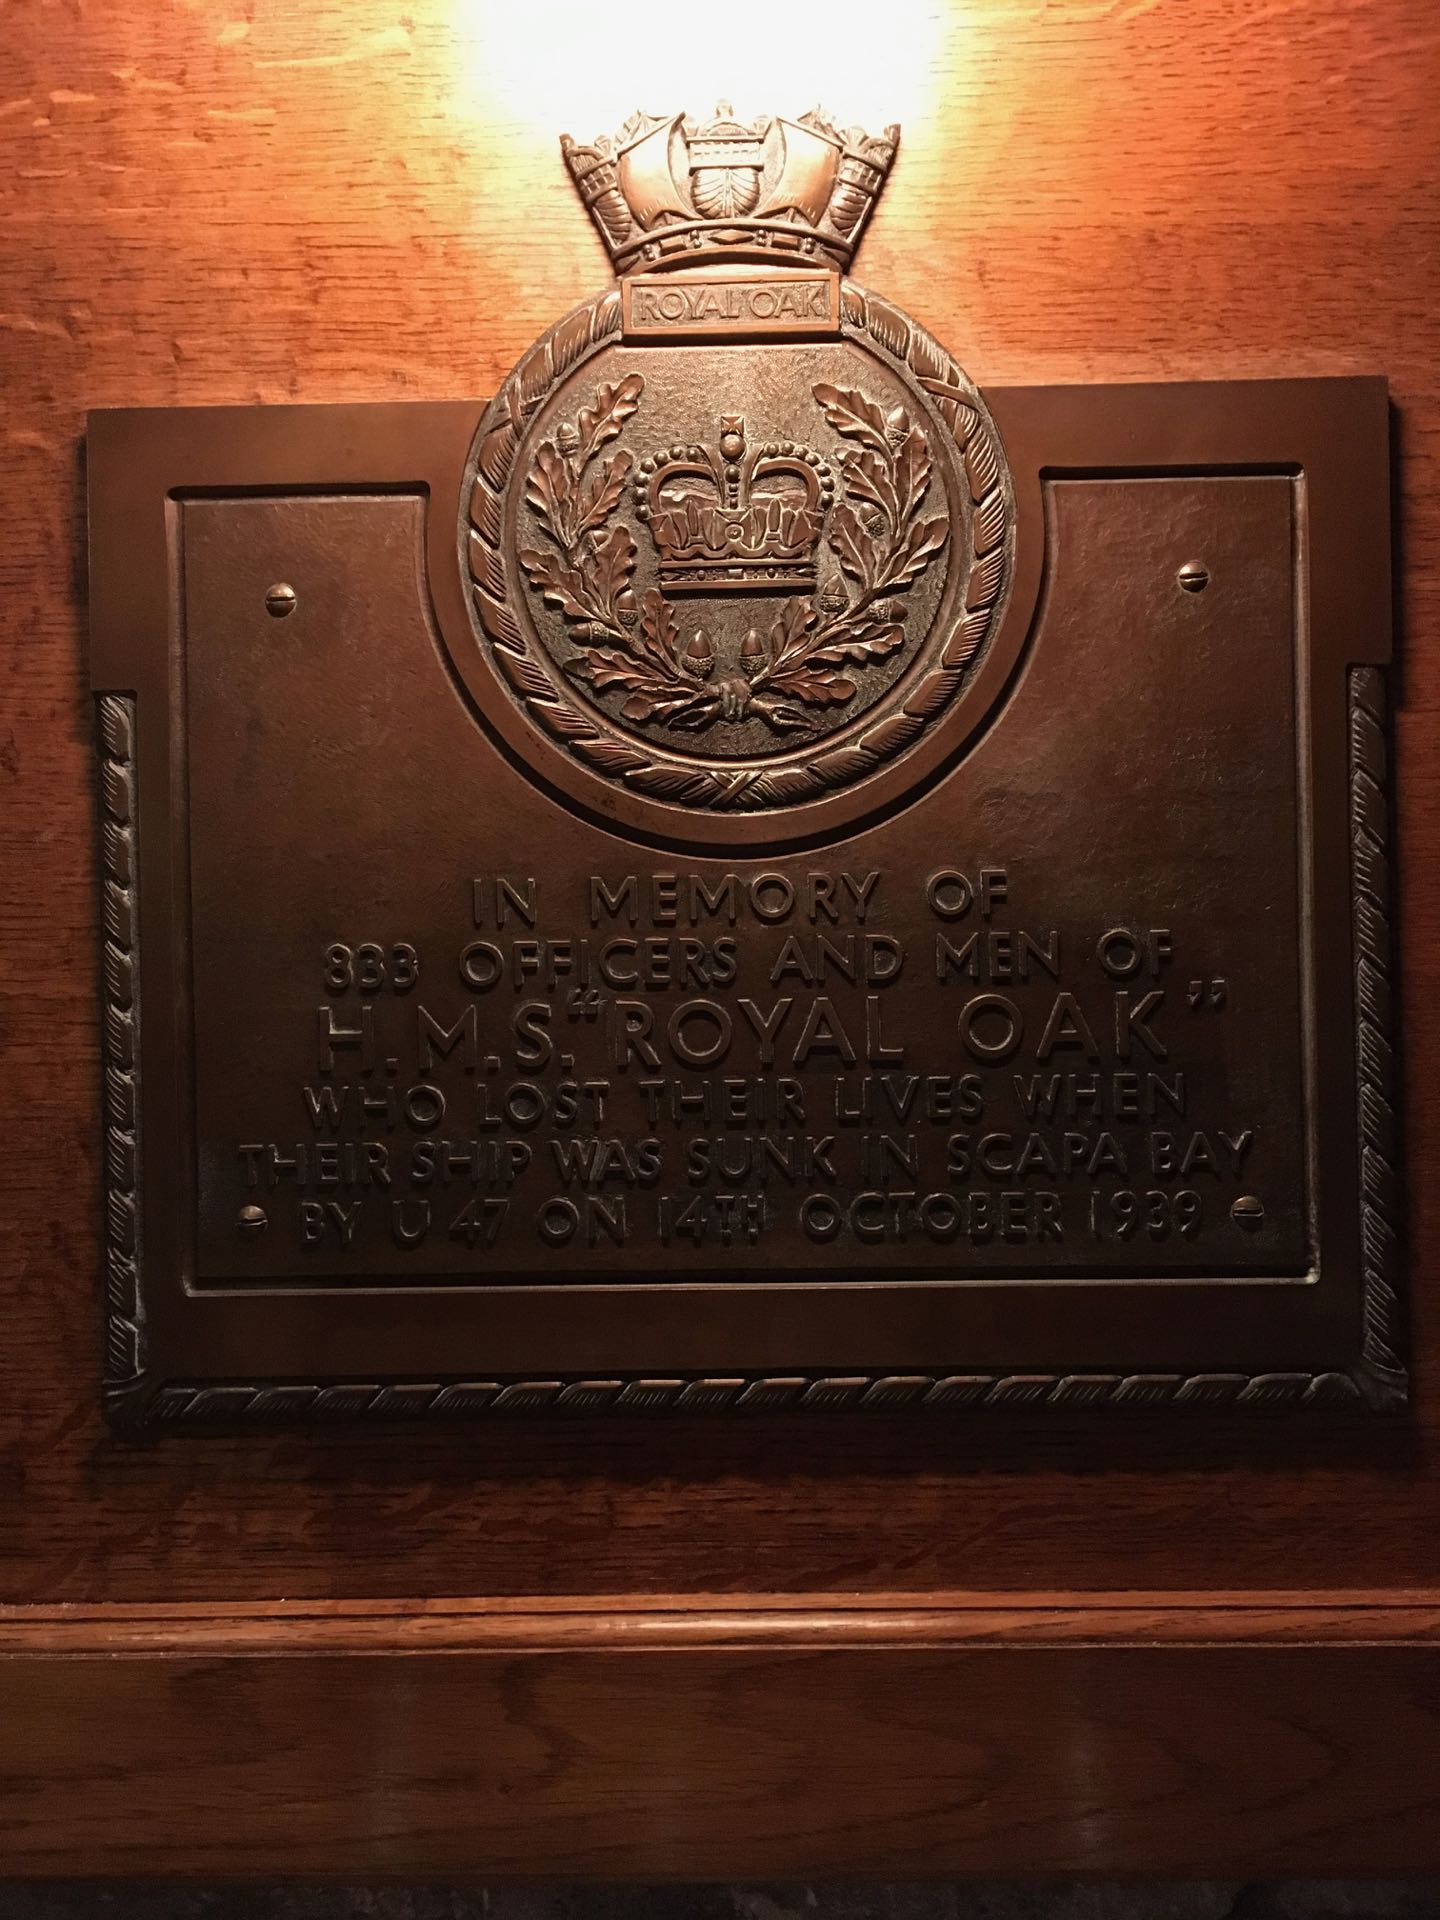 ROYAL OAK
IN MEMORY OF
833 OFFICERS AND MEN OF
H.M.S. “ROYAL OAK”
WHO LOST THEIR LIVES WHEN
THEIR SHIP WAS SUNK IN SCAPA BAY
BY U 47 ON 14TH OCTOBER 1939